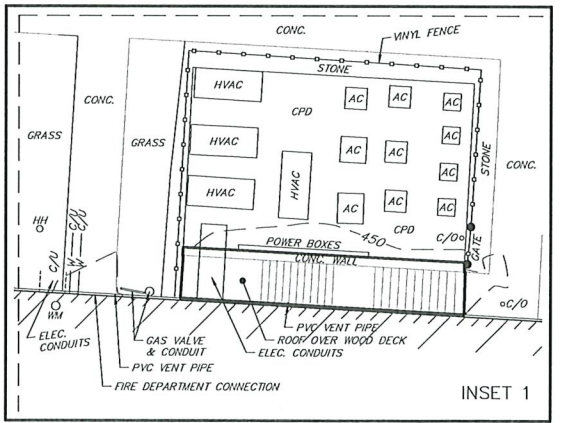 CONC.
VINYL FENCE
STONE
HVAC
AC
AC
AC
CONC.
CPD
GRASS
GRASS
HVAC
AC
AC
AC
STONE
CONC.
HVAC
HVAC
AC
AC
AC
AC
HH
C/U
C/U
CPD
450
C/O
GATE
POWER BOXES
CONC. WALL
C/U
W
W
C/O
WM
PVC VENT PIPE
ELEC. CONDUITS
GAS VALVE & CONDUIT
ROOF OVER WOOD DECK
ELEC. CONDUITS
PVC VENT PIPE
FIRE DEPARTMENT CONNECTION
INSET 1